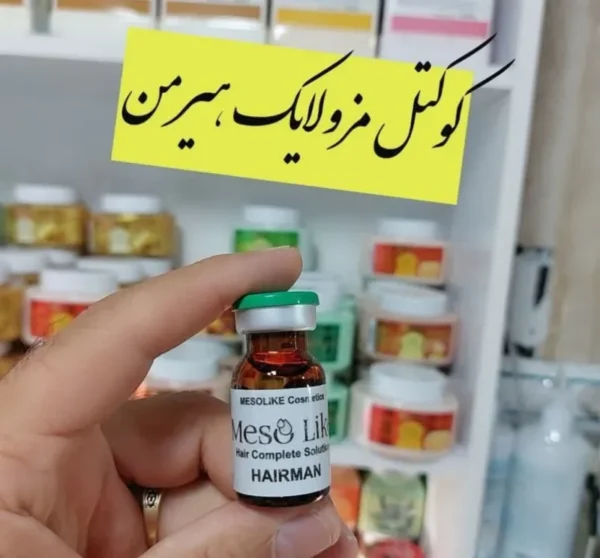 کوکتل مزولایک هیرمن
MESOLiKE Cosmetics
Meso Lik
Hair Complete Solutio
HAIRMAN